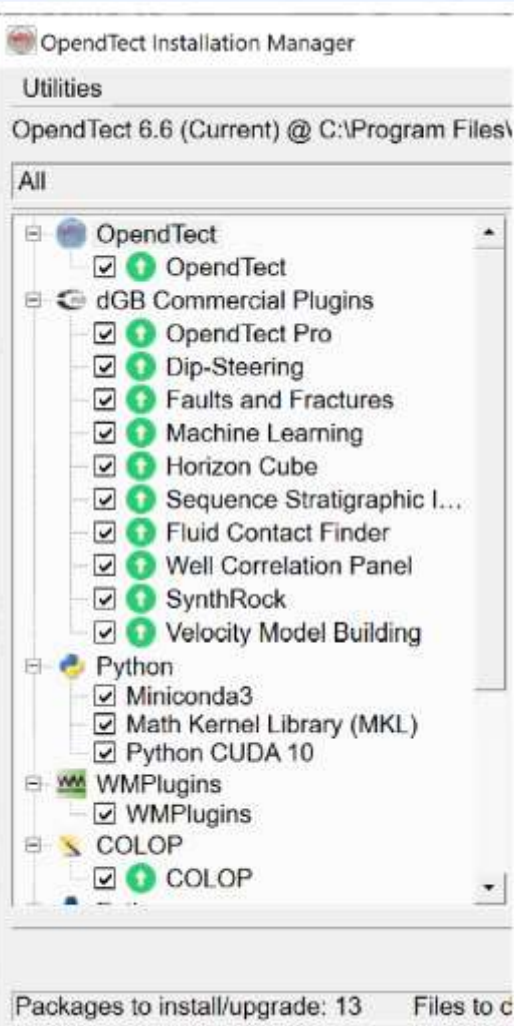 OpendTect Installation Manager
Utilities
OpendTect 6.6 (Current) @ C:\Program Files\
All
OpendTect
OpendTect
dGB Commercial Plugins
OpendTect Pro
Dip-Steering
Faults and Fractures
Machine Learning
Horizon Cube
Sequence Stratigraphic I...
Fluid Contact Finder
Well Correlation Panel
SynthRock
Velocity Model Building
Python
Miniconda3
Math Kernel Library (MKL)
Python CUDA 10
WMPlugins
WMPlugins
COLOP
COLOP
Packages to install/upgrade: 13 Files to